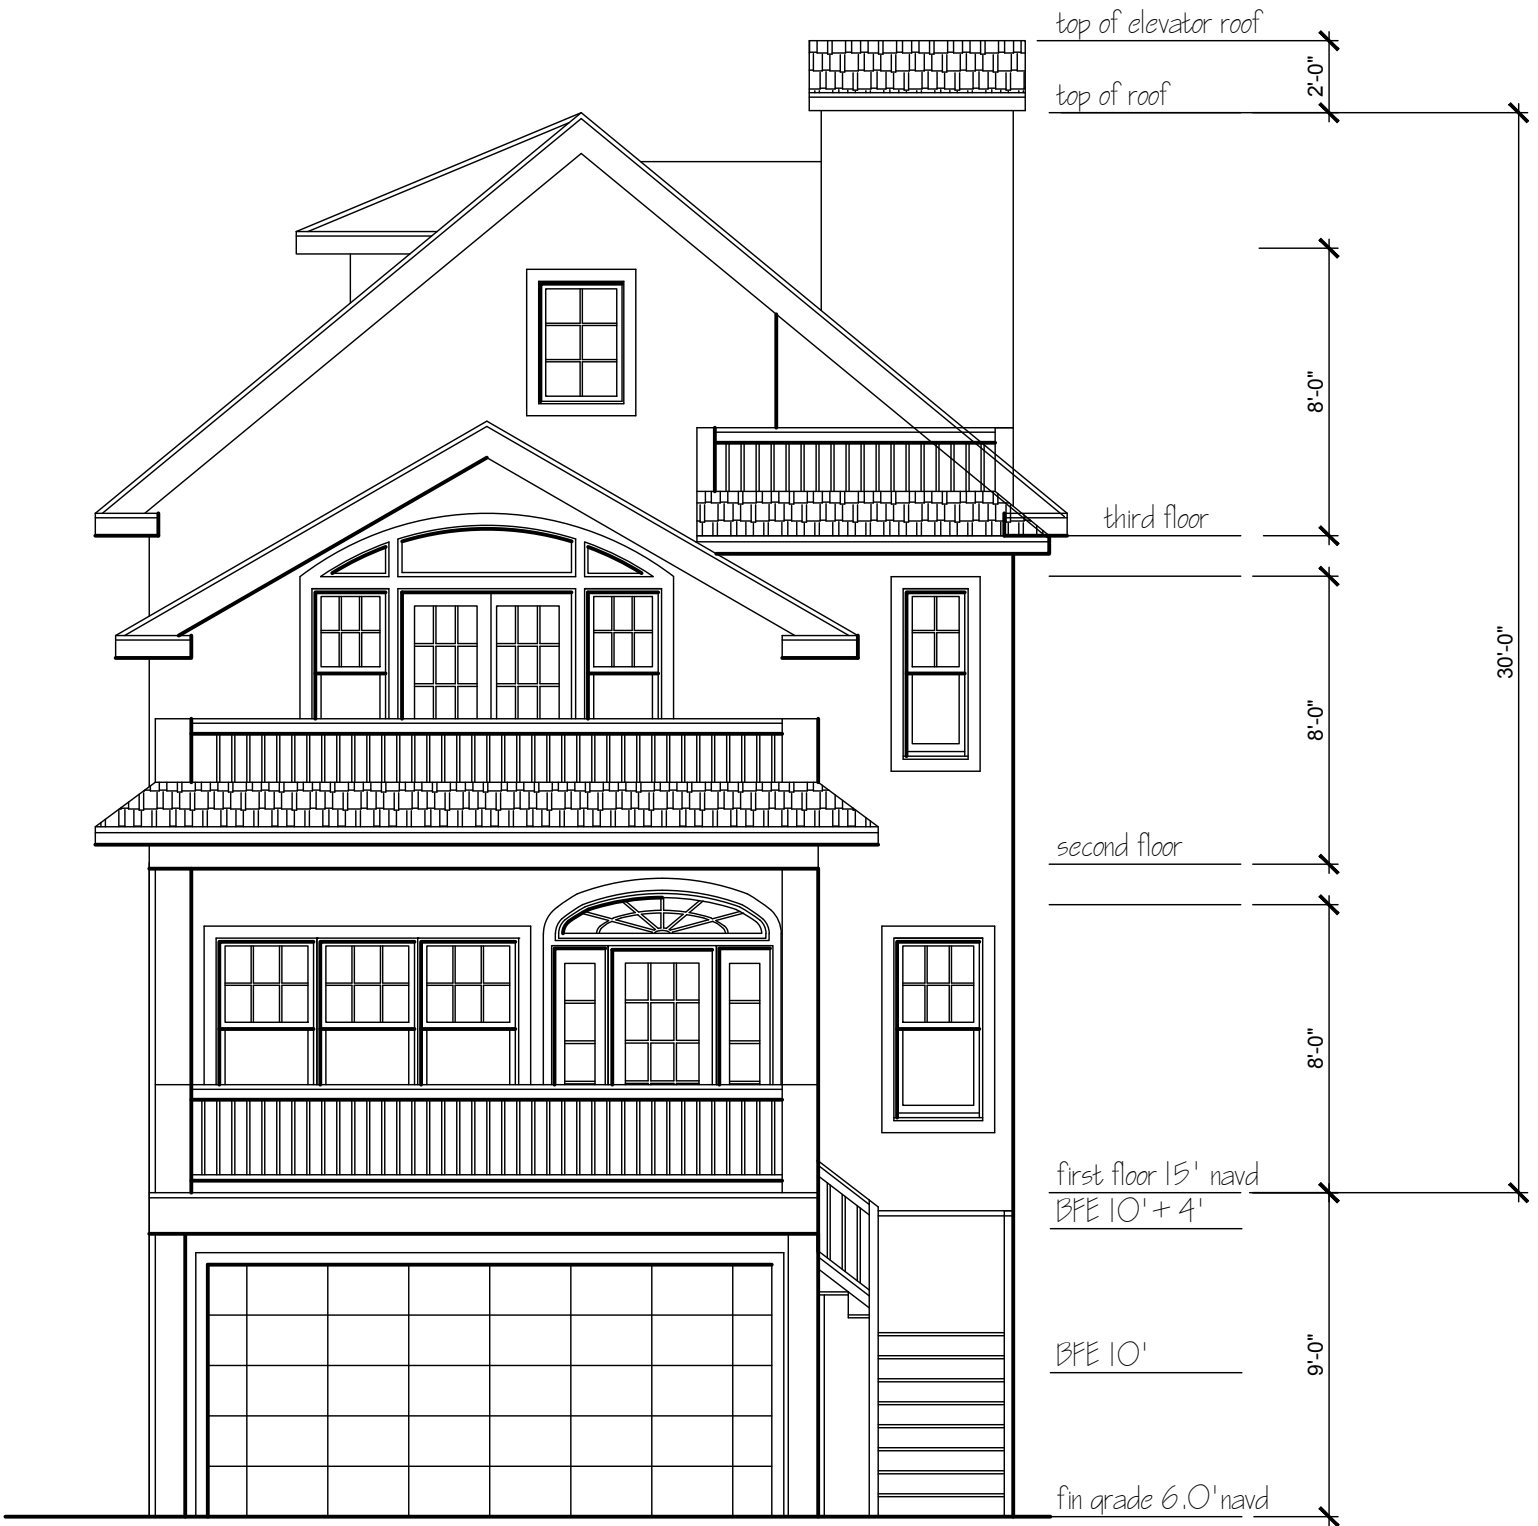 top of elevator roof
2'-0"
top of roof
8'-0"
third floor
30'-0"
8'-0"
second floor
8'-0"
first floor 15' navd
BFE 10' + 4'
BFE 10'
9'-0"
fin grade 6.0' navd